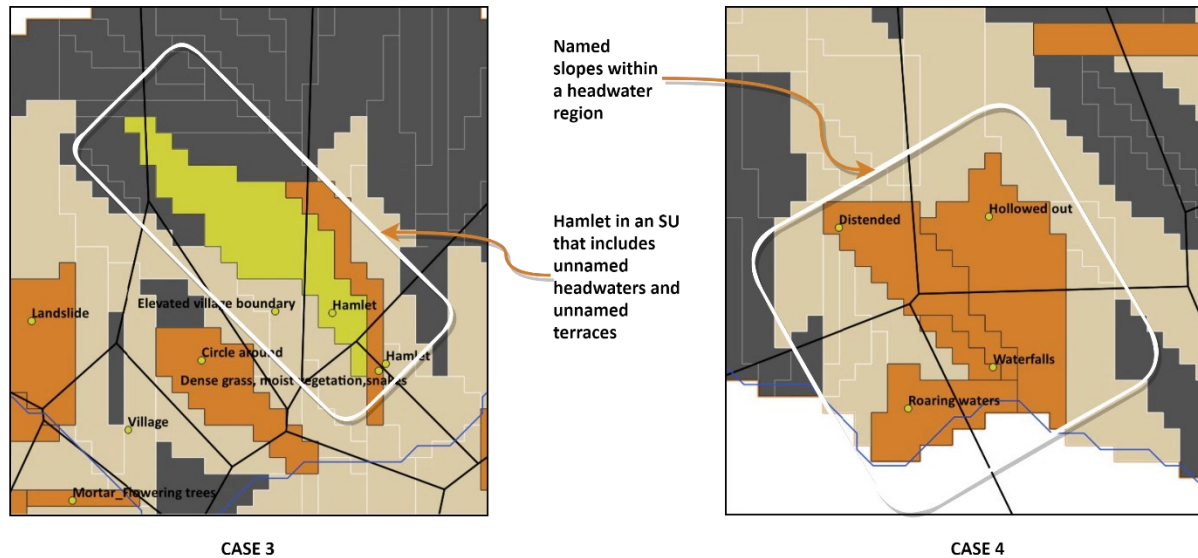 Named
slopes within
a headwater
region
Hamlet in an SU
that includes
unnamed
headwaters and
unnamed
terraces
Landslide
Elevated village boundary
Hamlet
Circle around
Hamlet
Dense grass, moist vegetation,snakes
Village
Mortar_Flowering trees
CASE 3
Distended
Hollowed out
Waterfalls
Roaring waters
CASE 4